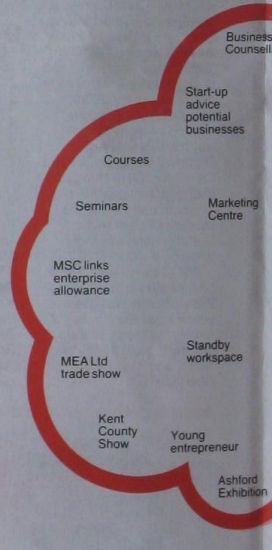 Business
Counsell
Start-up
advice
potential
businesses
Courses
Seminars
Marketing
Centre
MSC links
enterprise
allowance
Standby
workspace
MEA Ltd
trade show
Kent
County
Show
Young
entrepreneur
Ashford
Exhibition